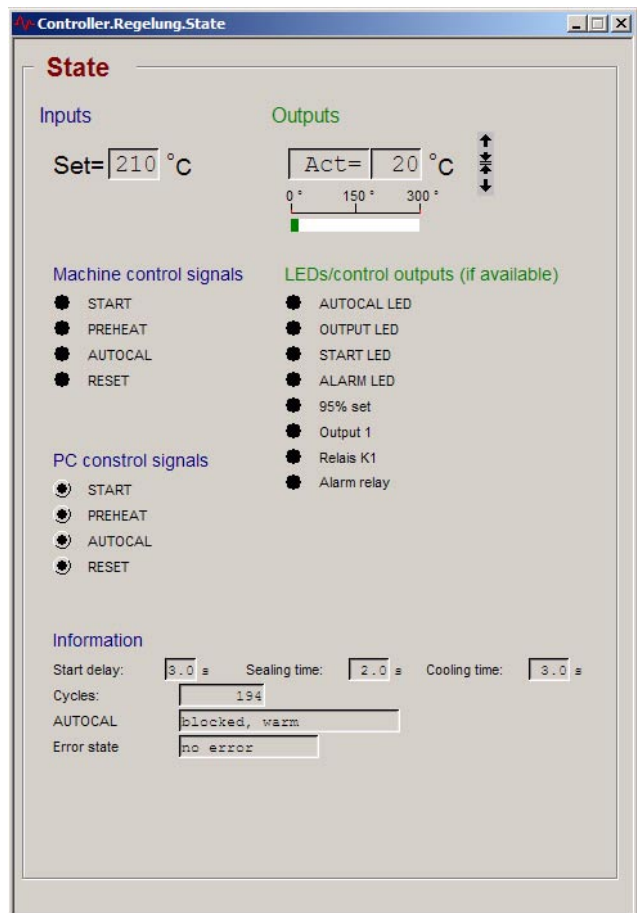 Controller.Regelung.State
State
Inputs
Outputs
Set= 210 °C
Act= 20 °C
0 ° 150 ° 300 °
Machine control signals
START
PREHEAT
AUTOCAL
RESET
LEDs/control outputs (if available)
AUTOCAL LED
OUTPUT LED
START LED
ALARM LED
95% set
Output 1
Relais K1
Alarm relay
PC constrol signals
START
PREHEAT
AUTOCAL
RESET
Information
Start delay: 3.0 s Sealing time: 2.0 s Cooling time: 3.0 s
Cycles: 194
AUTOCAL blocked, warm
Error state no error